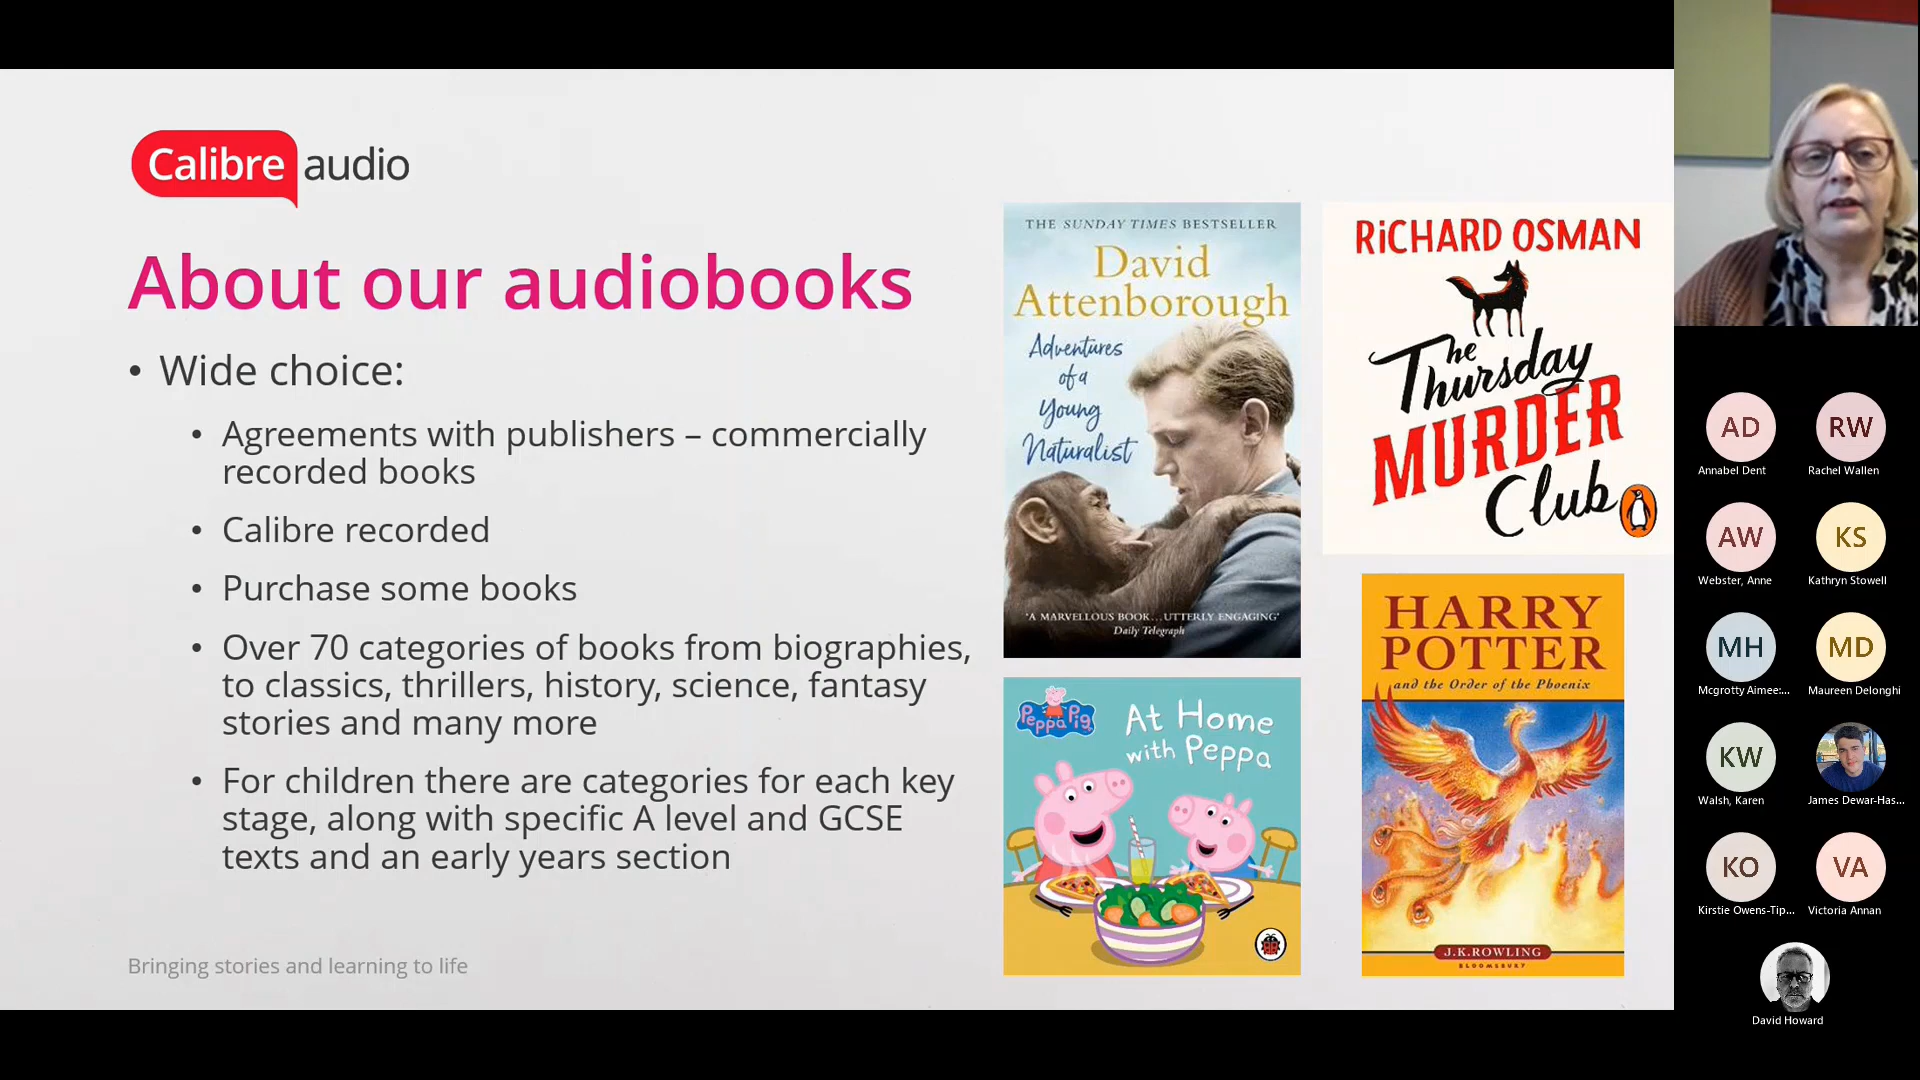 Calibre audio
About our audiobooks
• Wide choice:
• Agreements with publishers – commercially
recorded books
• Calibre recorded
• Purchase some books
• Over 70 categories of books from biographies,
to classics, thrillers, history, science, fantasy
stories and many more
• For children there are categories for each key
stage, along with specific A level and GCSE
texts and an early years section
Bringing stories and learning to life
THE SUNDAY TIMES BESTSELLER
David
Attenborough
Adventures
of a
Young
Naturalist
'A MARVELLOUS BOOK...UTTERLY ENGAGING'
Daily Telegraph
RiCHARD OSMAN
The
Thursday
MURDER
Club
Peppa Pig
At Home
with Peppa
HARRY
POTTER
and the Order of the Phoenix
J.K.ROWLING
BLOOMSBURY
AD
Annabel Dent
RW
Rachel Wallen
AW
Webster, Anne
KS
Kathryn Stowell
MH
Mcgrotty Aimee:...
MD
Maureen Delonghi
KW
Walsh, Karen
James Dewar-Has...
KO
Kirstie Owens-Tip...
VA
Victoria Annan
David Howard